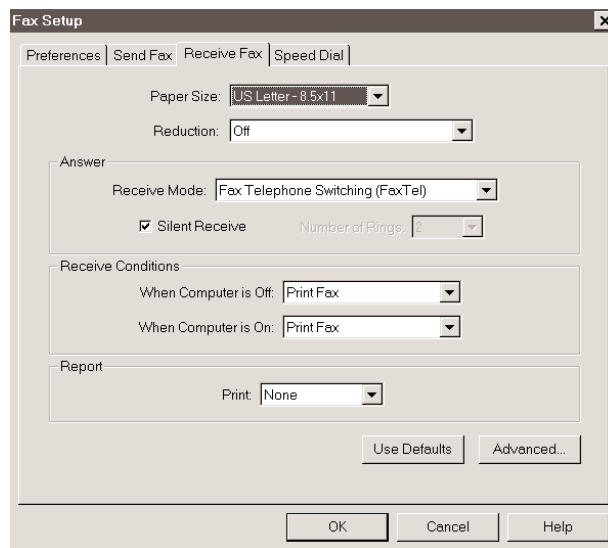 Fax Setup
Preferences Send Fax Receive Fax Speed Dial
Paper Size: US Letter - 8.5x11
Reduction: Off
Answer
Receive Mode: Fax Telephone Switching (FaxTel)
Silent Receive Number of Rings: 2
Receive Conditions
When Computer is Off: Print Fax
When Computer is On: Print Fax
Report
Print: None
Use Defaults Advanced...
OK Cancel Help